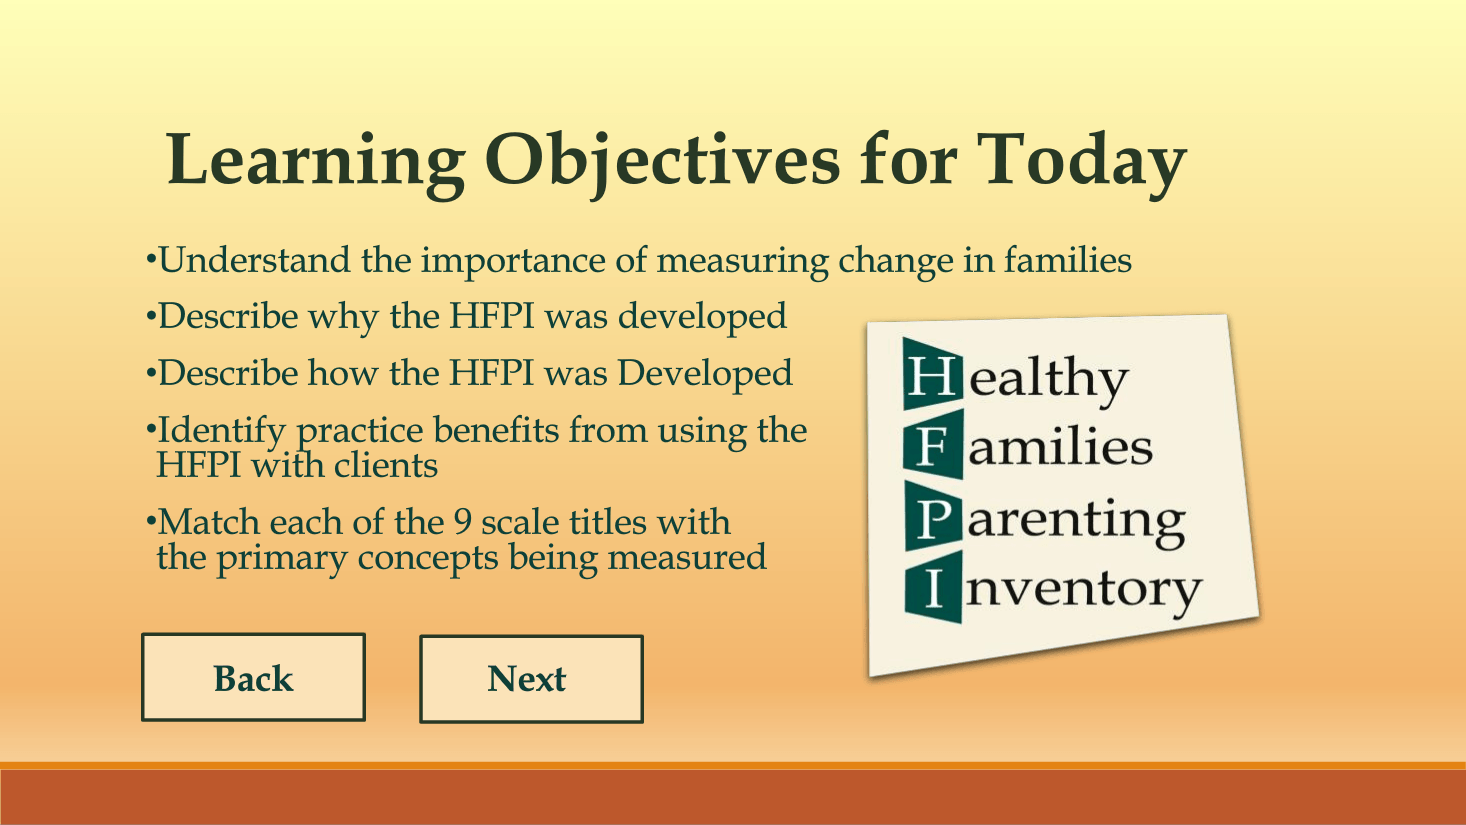 Learning Objectives for Today
•Understand the importance of measuring change in families
•Describe why the HFPI was developed
•Describe how the HFPI was Developed
•Identify practice benefits from using the
HFPI with clients
•Match each of the 9 scale titles with
the primary concepts being measured
Healthy
Families
Parenting
Inventory
Back
Next